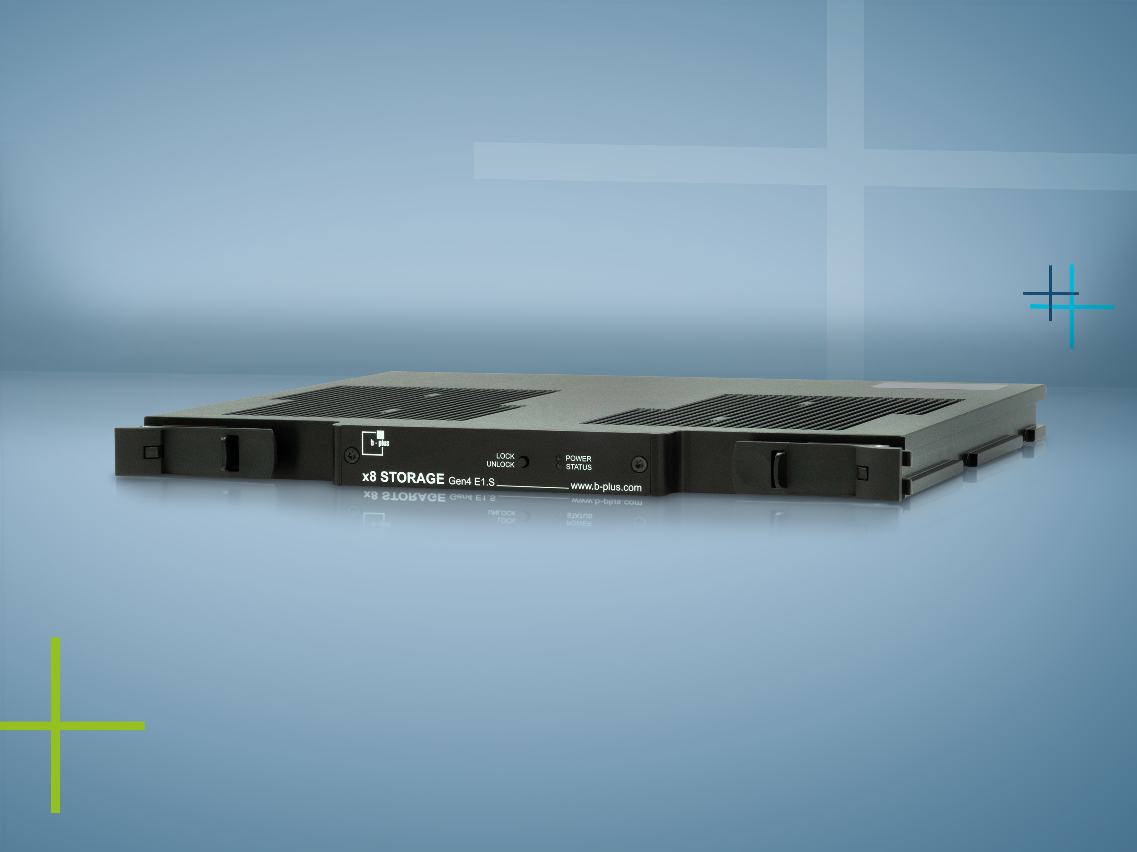 b - plus
LOCK
UNLOCK
POWER
STATUS
x8 STORAGE Gen4 E1.S
www.b-plus.com